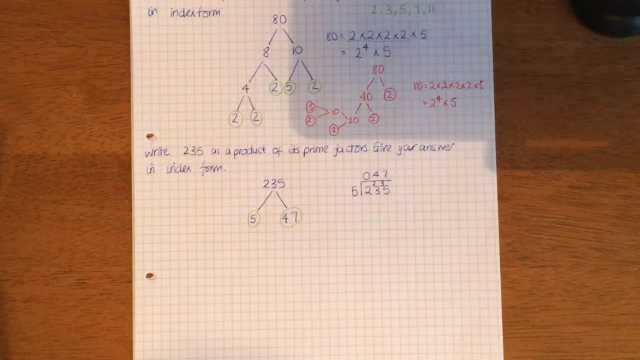 in index form
2, 3, 5, 7, 11
80
8 10
4 2 5 2
2 2
80 = 2 × 2 × 2 × 2 × 5
= 2⁴ × 5
80
40 2
20 2
10 2
5 2
80 = 2×2×2×2×5
= 2⁴ × 5
Write 235 as a product of its prime factors. Give your answer
in index form.
235
5 47
047
5 235